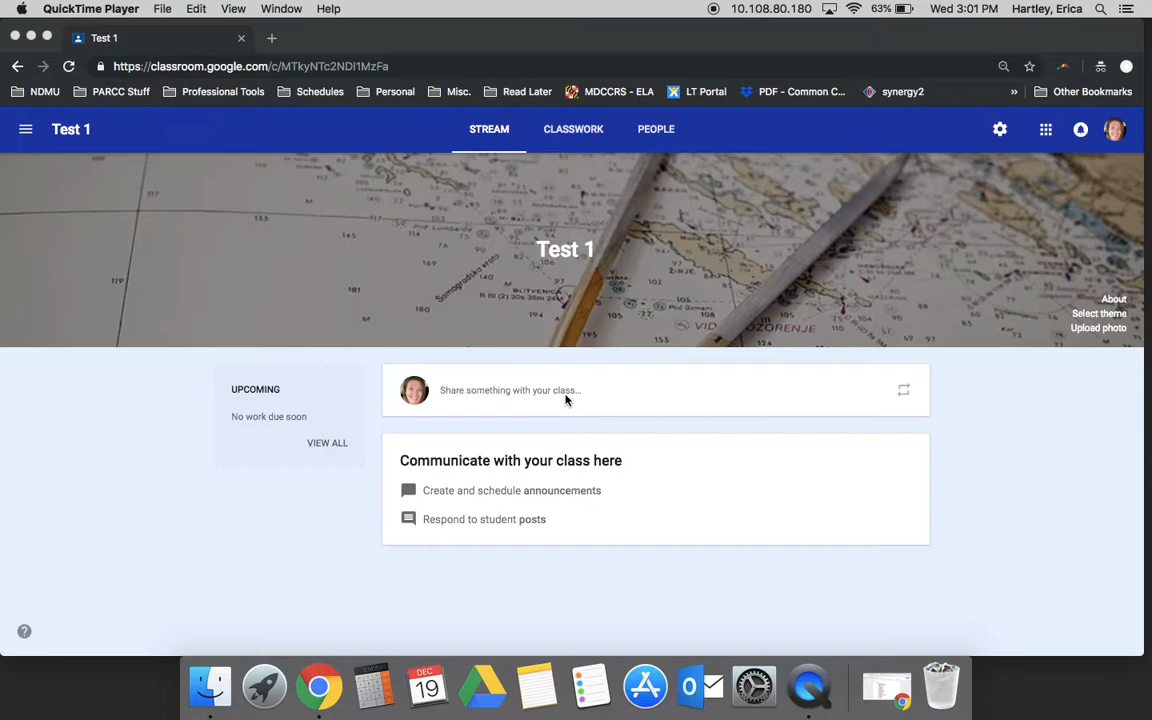 QuickTime Player File Edit View Window Help 10.108.80.180 63% Wed 3:01 PM Hartley, Erica
Test 1
https://classroom.google.com/c/MTkyNTc2NDI1MzFa
NDMU PARCC Stuff Professional Tools Schedules Personal Misc. Read Later MDCCRS - ELA LT Portal PDF - Common C... synergy2 » Other Bookmarks
Test 1 STREAM CLASSWORK PEOPLE
Test 1
About
Select theme
Upload photo
UPCOMING
No work due soon
VIEW ALL
Share something with your class...
Communicate with your class here
Create and schedule announcements
Respond to student posts
DEC
19